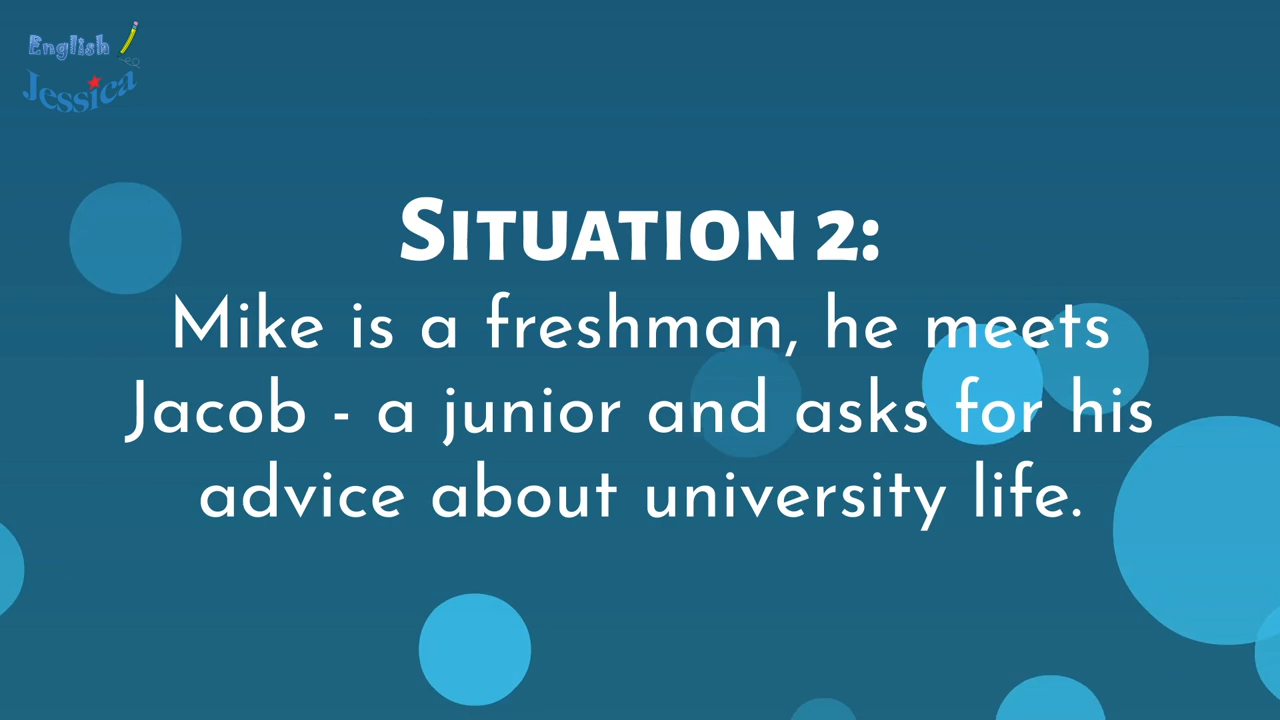 English
Jessica
SITUATION 2:
Mike is a freshman, he meets
Jacob - a junior and asks for his
advice about university life.